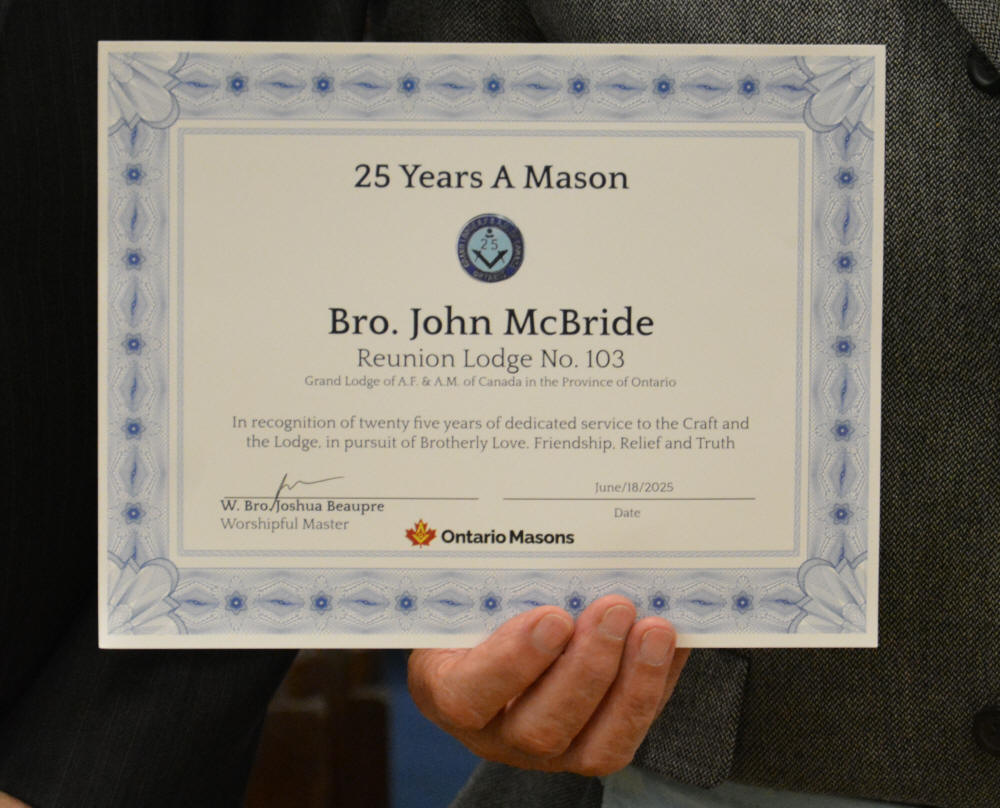 25 Years A Mason
25
ONTARIO
Bro. John McBride
Reunion Lodge No. 103
Grand Lodge of A.F. & A.M. of Canada in the Province of Ontario
In recognition of twenty five years of dedicated service to the Craft and
the Lodge, in pursuit of Brotherly Love, Friendship, Relief and Truth
June/18/2025
W. Bro. Joshua Beaupre
Worshipful Master
Date
Ontario Masons